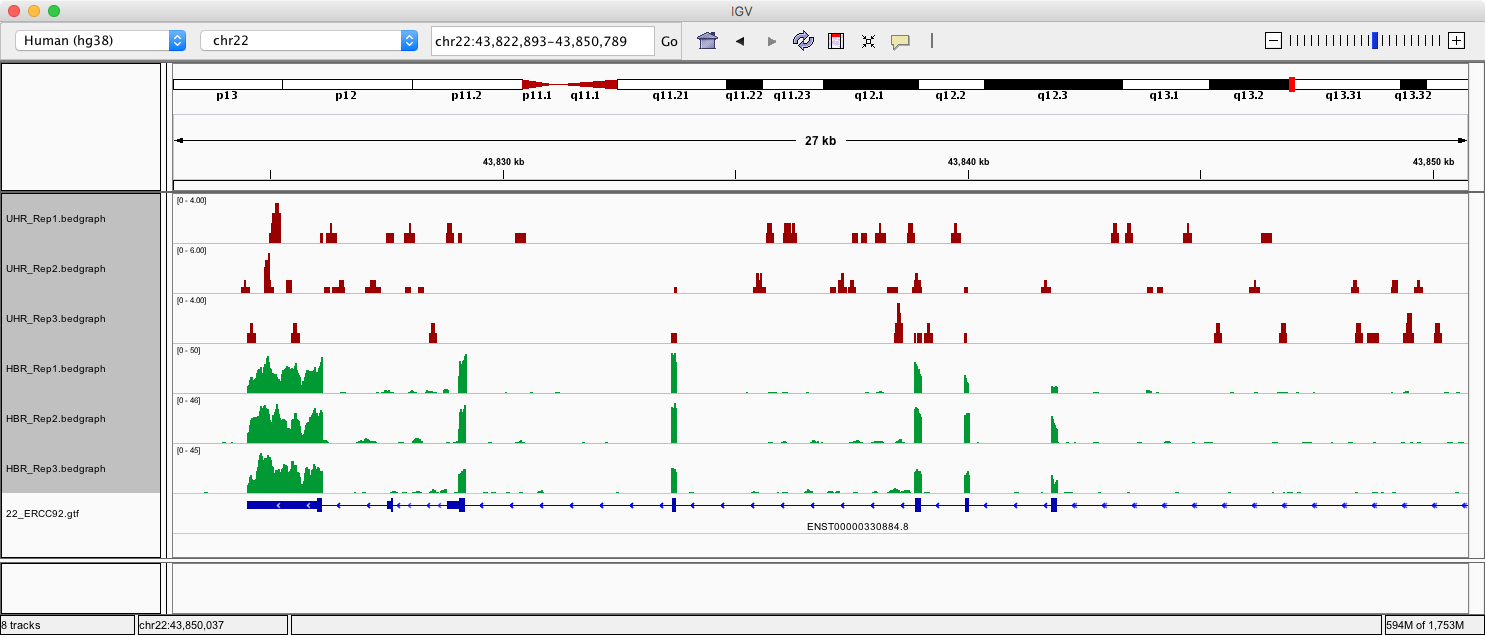 IGV
Human (hg38) chr22 chr22:43,822,893-43,850,789 Go
p13 p12 p11.2 p11.1 q11.1 q11.21 q11.22 q11.23 q12.1 q12.2 q12.3 q13.1 q13.2 q13.31 q13.32
27 kb
43,830 kb 43,840 kb 43,850 kb
[0 - 4.00]
UHR_Rep1.bedgraph
[0 - 6.00]
UHR_Rep2.bedgraph
[0 - 4.00]
UHR_Rep3.bedgraph
[0 - 50]
HBR_Rep1.bedgraph
[0 - 46]
HBR_Rep2.bedgraph
[0 - 45]
HBR_Rep3.bedgraph
22_ERCC92.gtf
ENST00000330884.8
8 tracks chr22:43,850,037 594M of 1,753M